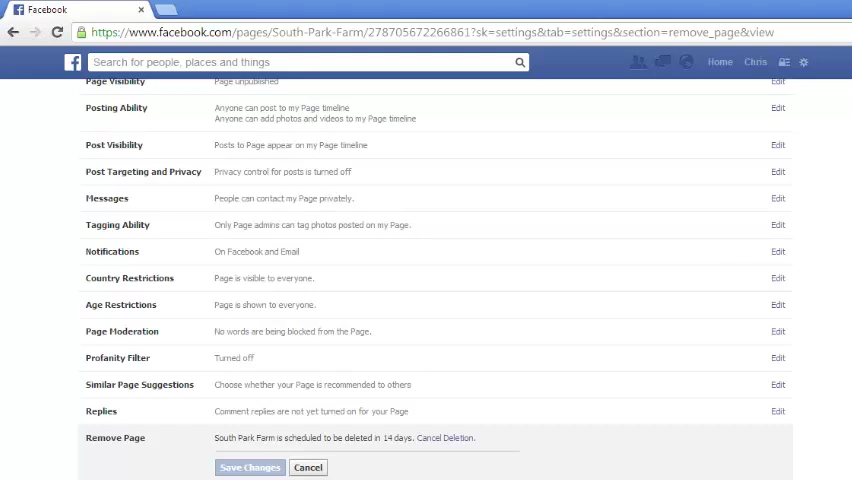 Facebook
https://www.facebook.com/pages/South-Park-Farm/278705672266861?sk=settings&tab=settings&section=remove_page&view
f Search for people, places and things Home Chris
Page Visibility Page unpublished Edit
Posting Ability Anyone can post to my Page timeline Edit
Anyone can add photos and videos to my Page timeline
Post Visibility Posts to Page appear on my Page timeline Edit
Post Targeting and Privacy Privacy control for posts is turned off Edit
Messages People can contact my Page privately. Edit
Tagging Ability Only Page admins can tag photos posted on my Page. Edit
Notifications On Facebook and Email Edit
Country Restrictions Page is visible to everyone. Edit
Age Restrictions Page is shown to everyone. Edit
Page Moderation No words are being blocked from the Page. Edit
Profanity Filter Turned off Edit
Similar Page Suggestions Choose whether your Page is recommended to others Edit
Replies Comment replies are not yet turned on for your Page Edit
Remove Page South Park Farm is scheduled to be deleted in 14 days. Cancel Deletion.
Save Changes Cancel